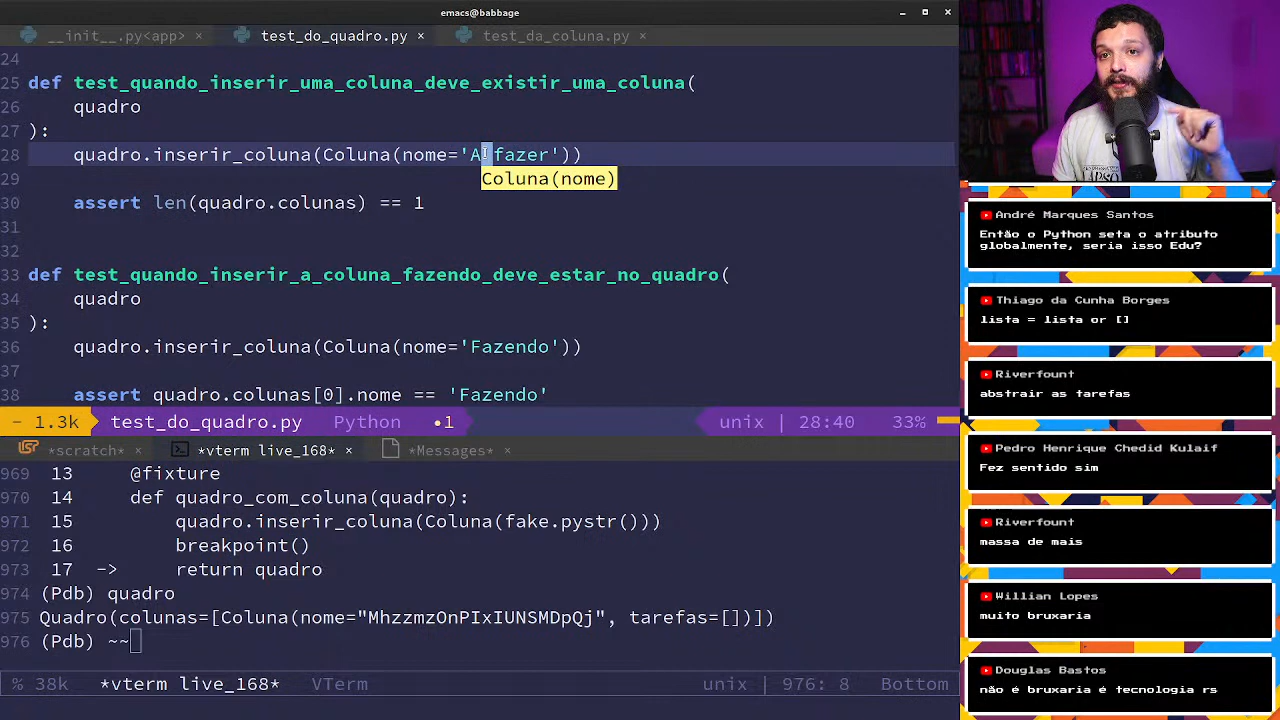 emacs@babbage
__init__.py<app> ×
test_do_quadro.py ×
test_da_coluna.py ×
24
25 def test_quando_inserir_uma_coluna_deve_existir_uma_coluna(
26 quadro
27 ):
28 quadro.inserir_coluna(Coluna(nome='A fazer'))
29 Coluna(nome)
30 assert len(quadro.colunas) == 1
31
32
33 def test_quando_inserir_a_coluna_fazendo_deve_estar_no_quadro(
34 quadro
35 ):
36 quadro.inserir_coluna(Coluna(nome='Fazendo'))
37
38 assert quadro.colunas[0].nome == 'Fazendo'
- 1.3k test_do_quadro.py Python •1 unix | 28:40 33%
*scratch* × *vterm live_168* × *Messages* ×
969 13 @fixture
970 14 def quadro_com_coluna(quadro):
971 15 quadro.inserir_coluna(Coluna(fake.pystr()))
972 16 breakpoint()
973 17 -> return quadro
974 (Pdb) quadro
975 Quadro(colunas=[Coluna(nome="MhzzmzOnPIxIUNSMDpQj", tarefas=[])])
976 (Pdb) ~~
% 38k *vterm live_168* VTerm unix | 976: 8 Bottom
André Marques Santos
Então o Python seta o atributo
globalmente, seria isso Edu?
Thiago da Cunha Borges
lista = lista or []
Riverfount
abstrair as tarefas
Pedro Henrique Chedid Kulaif
Fez sentido sim
Riverfount
massa de mais
Willian Lopes
muito bruxaria
Douglas Bastos
não é bruxaria é tecnologia rs